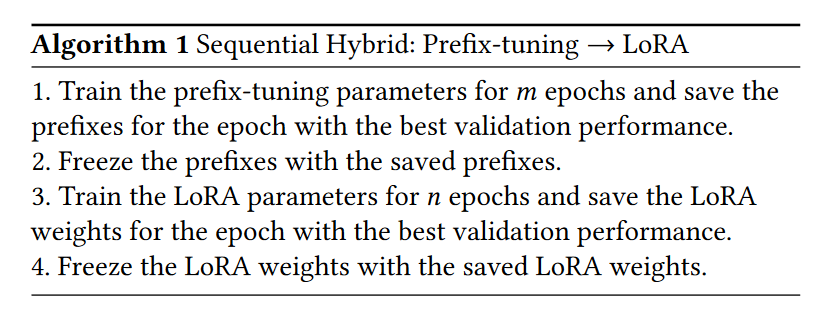 Algorithm 1 Sequential Hybrid: Prefix-tuning → LoRA
1. Train the prefix-tuning parameters for m epochs and save the
prefixes for the epoch with the best validation performance.
2. Freeze the prefixes with the saved prefixes.
3. Train the LoRA parameters for n epochs and save the LoRA
weights for the epoch with the best validation performance.
4. Freeze the LoRA weights with the saved LoRA weights.